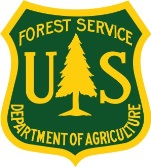 FOREST SERVICE
U S
DEPARTMENT OF AGRICULTURE